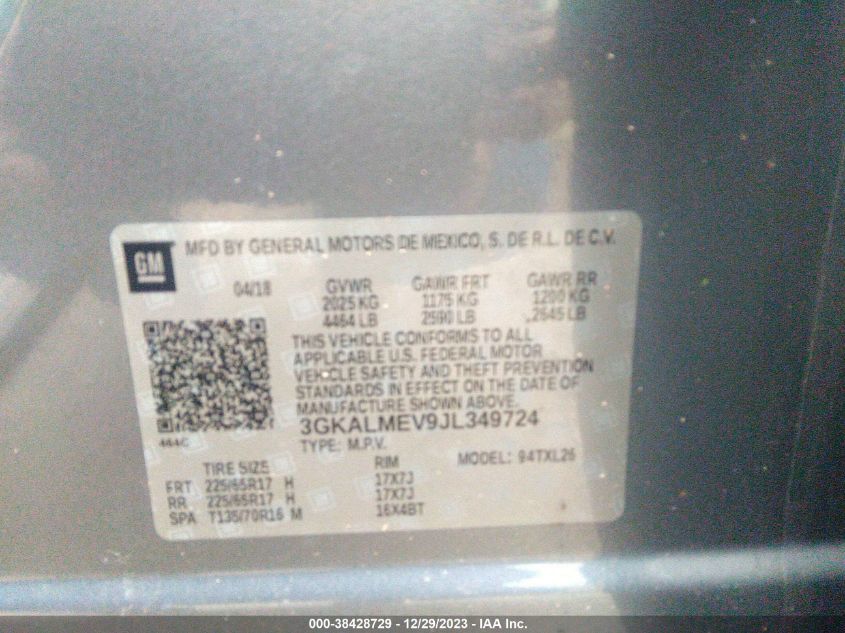 GM
MFD BY GENERAL MOTORS DE MEXICO, S. DE R.L. DE C.V.
04/18 GVWR GAWR FRT GAWR RR
2025 KG 1175 KG 1200 KG
4464 LB 2590 LB 2645 LB
THIS VEHICLE CONFORMS TO ALL
APPLICABLE U.S. FEDERAL MOTOR
VEHICLE SAFETY AND THEFT PREVENTION
STANDARDS IN EFFECT ON THE DATE OF
MANUFACTURE SHOWN ABOVE.
3GKALMEV9JL349724
TYPE: M.P.V.
MODEL: 94TXL26
TIRE SIZE RIM
FRT 225/65R17 H 17X7J
RR 225/65R17 H 17X7J
SPA T135/70R16 M 16X4BT
000-38428729 - 12/29/2023 - IAA Inc.